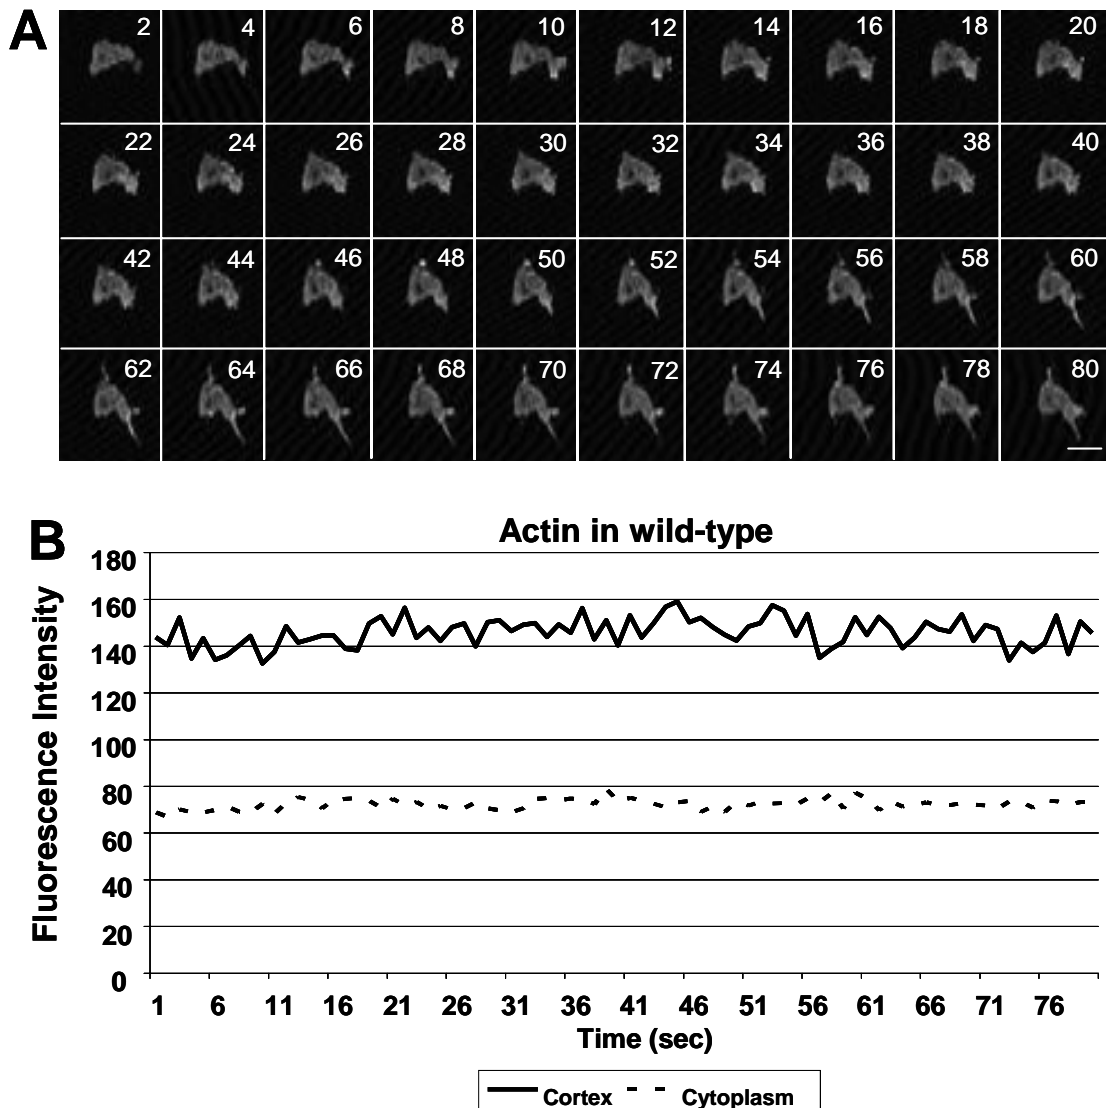 A
2 4 6 8 10 12 14 16 18 20
22 24 26 28 30 32 34 36 38 40
42 44 46 48 50 52 54 56 58 60
62 64 66 68 70 72 74 76 78 80
B
Actin in wild-type
180
160
140
120
100
80
60
40
20
0
Fluorescence Intensity
1 6 11 16 21 26 31 36 41 46 51 56 61 66 71 76
Time (sec)
Cortex Cytoplasm